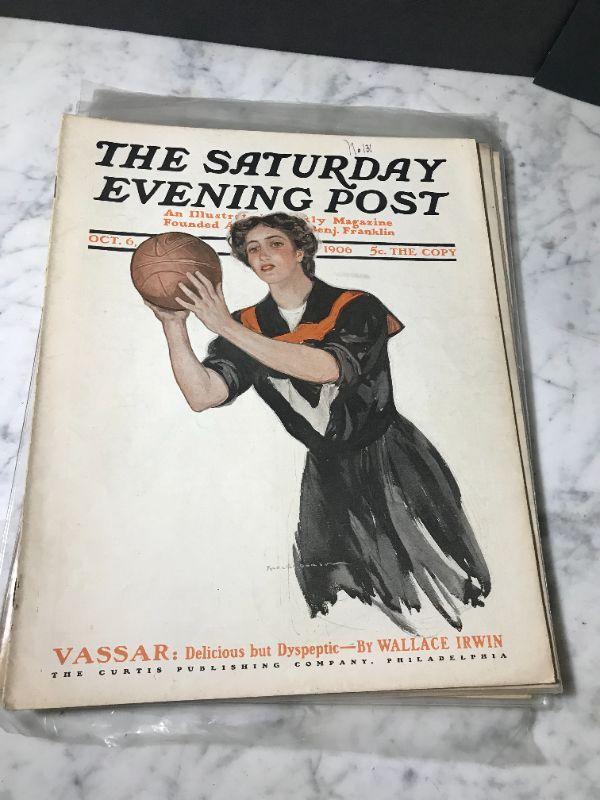 No 131
THE SATURDAY
EVENING POST
An Illustr ly Magazine
Founded A Benj. Franklin
OCT. 6, 1906 5c. THE COPY
VASSAR: Delicious but Dyspeptic—By WALLACE IRWIN
THE CURTIS PUBLISHING COMPANY, PHILADELPHIA